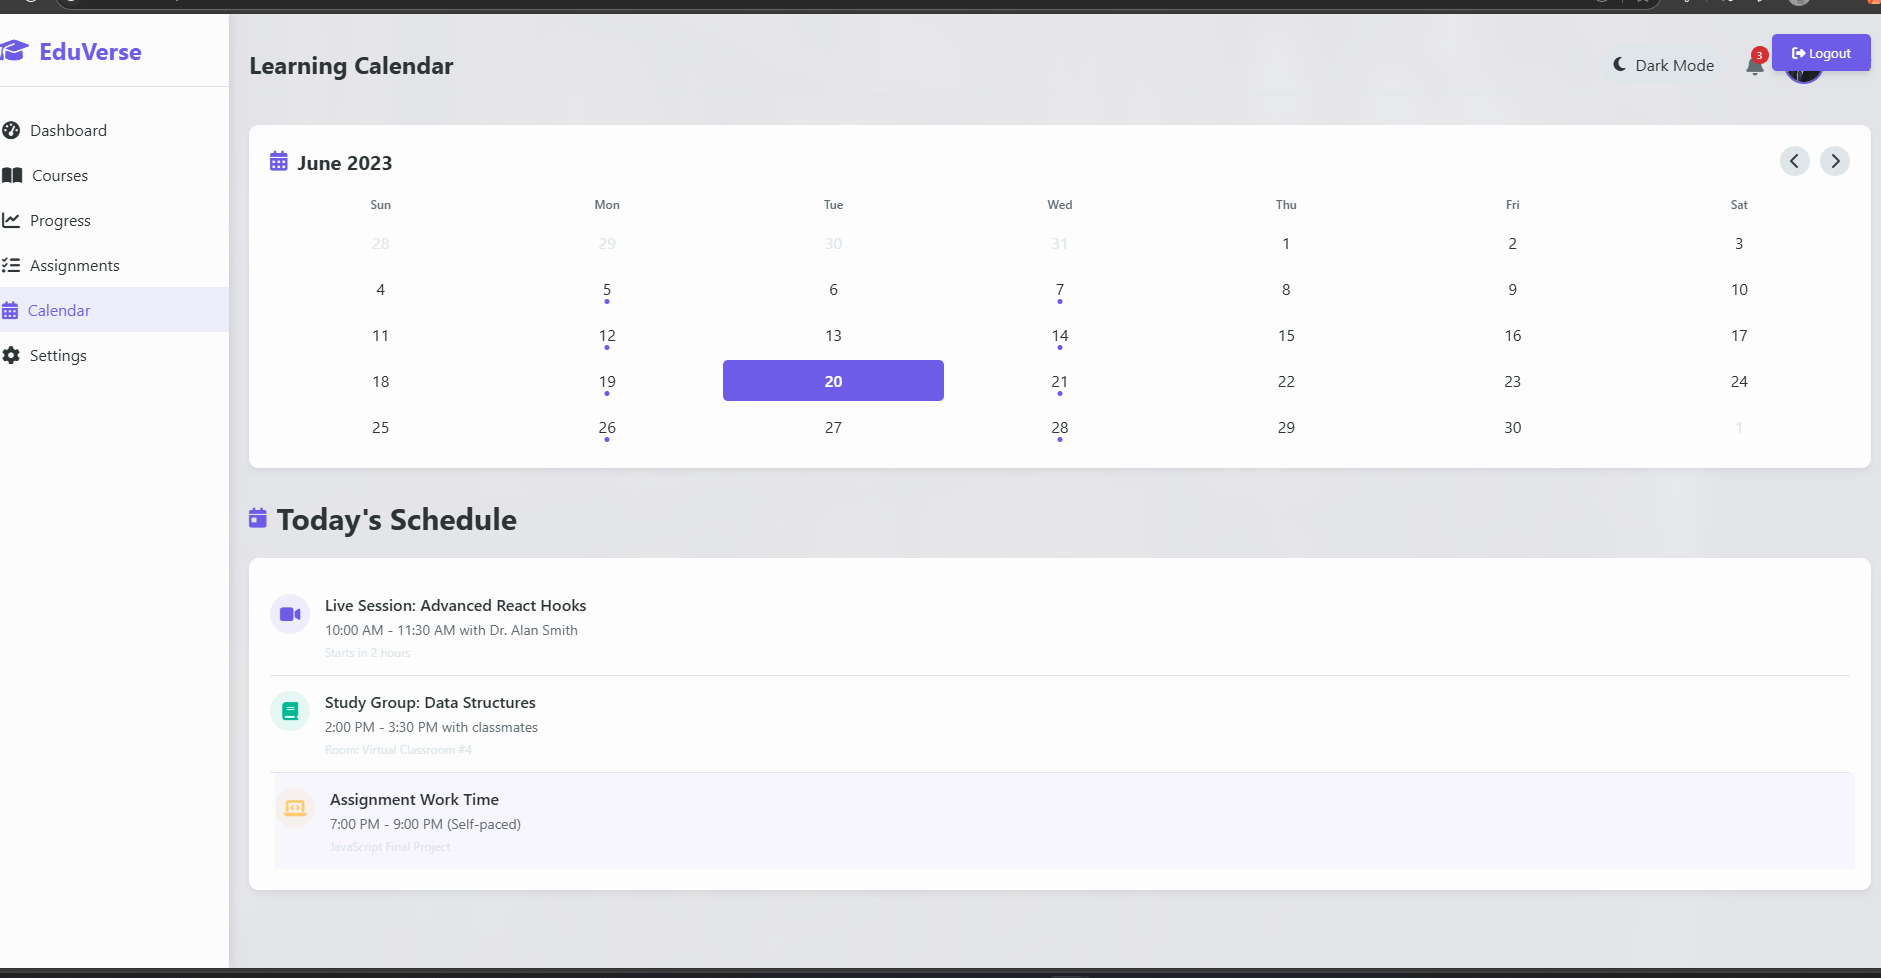 EduVerse
Dashboard
Courses
Progress
Assignments
Calendar
Settings
Learning Calendar
Dark Mode
3
Logout
June 2023
Sun Mon Tue Wed Thu Fri Sat
28 29 30 31 1 2 3
4 5 6 7 8 9 10
11 12 13 14 15 16 17
18 19 20 21 22 23 24
25 26 27 28 29 30 1
Today's Schedule
Live Session: Advanced React Hooks
10:00 AM - 11:30 AM with Dr. Alan Smith
Starts in 2 hours
Study Group: Data Structures
2:00 PM - 3:30 PM with classmates
Room: Virtual Classroom #4
Assignment Work Time
7:00 PM - 9:00 PM (Self-paced)
JavaScript Final Project